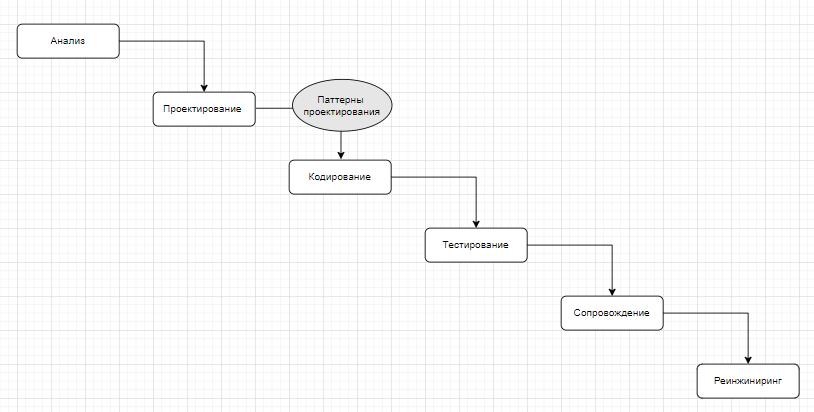 Анализ
Проектирование
Паттерны
проектирования
Кодирование
Тестирование
Сопровождение
Реинжиниринг